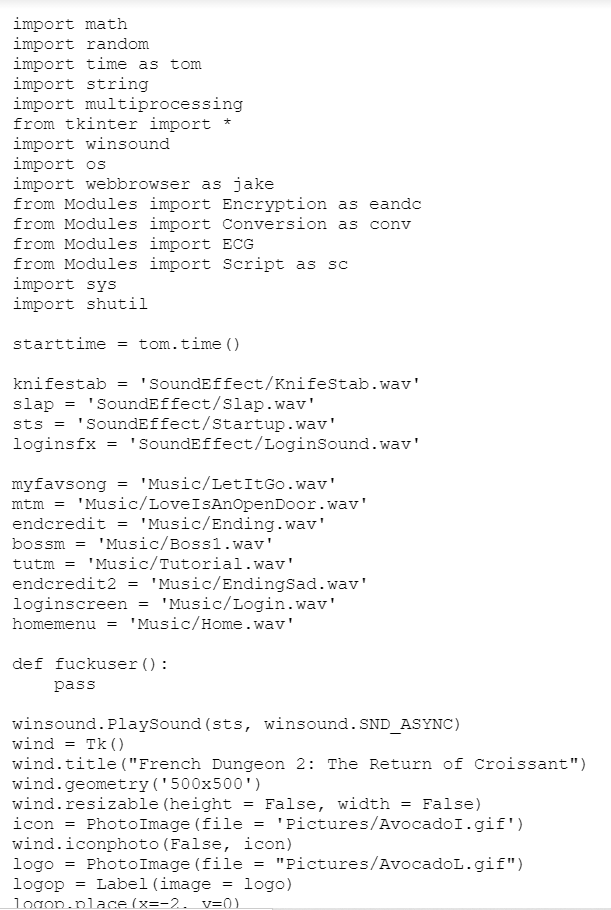 import math
import random
import time as tom
import string
import multiprocessing
from tkinter import *
import winsound
import os
import webbrowser as jake
from Modules import Encryption as eandc
from Modules import Conversion as conv
from Modules import ECG
from Modules import Script as sc
import sys
import shutil
starttime = tom.time()
knifestab = 'SoundEffect/KnifeStab.wav'
slap = 'SoundEffect/Slap.wav'
sts = 'SoundEffect/Startup.wav'
loginsfx = 'SoundEffect/LoginSound.wav'
myfavsong = 'Music/LetItGo.wav'
mtm = 'Music/LoveIsAnOpenDoor.wav'
endcredit = 'Music/Ending.wav'
bossm = 'Music/Boss1.wav'
tutm = 'Music/Tutorial.wav'
endcredit2 = 'Music/EndingSad.wav'
loginscreen = 'Music/Login.wav'
homemenu = 'Music/Home.wav'
def fuckuser():
    pass
winsound.PlaySound(sts, winsound.SND_ASYNC)
wind = Tk()
wind.title("French Dungeon 2: The Return of Croissant")
wind.geometry('500x500')
wind.resizable(height = False, width = False)
icon = PhotoImage(file = 'Pictures/AvocadoI.gif')
wind.iconphoto(False, icon)
logo = PhotoImage(file = "Pictures/AvocadoL.gif")
logop = Label(image = logo)
logop.place(x=-2, y=0)